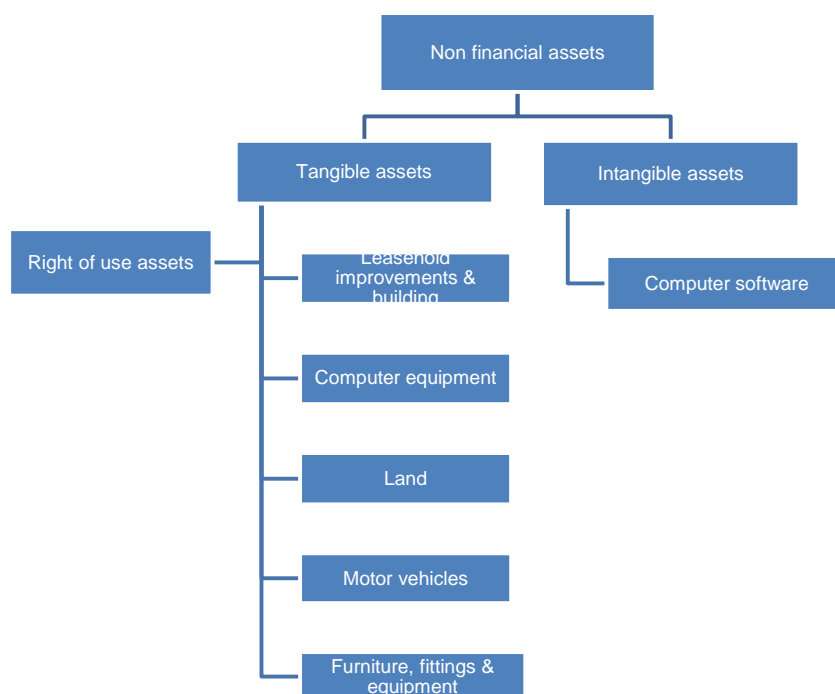 Non financial assets
Tangible assets
Intangible assets
Right of use assets
Leasehold
improvements &
building
Computer software
Computer equipment
Land
Motor vehicles
Furniture, fittings &
equipment